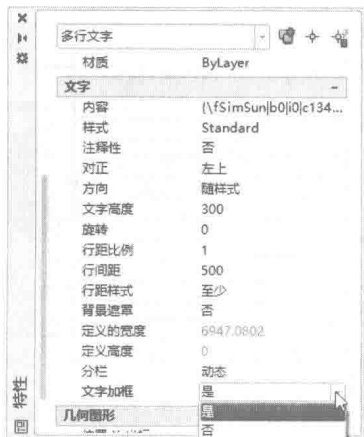 多行文字
材质 ByLayer
文字
内容 (\fSimSun|b0|i0|c134...
样式 Standard
注释性 否
对正 左上
方向 随样式
文字高度 300
旋转 0
行距比例 1
行间距 500
行距样式 至少
背景遮罩 否
定义的宽度 6947.0802
定义高度 0
分栏 动态
文字加框 是
几何图形 是
否
特性